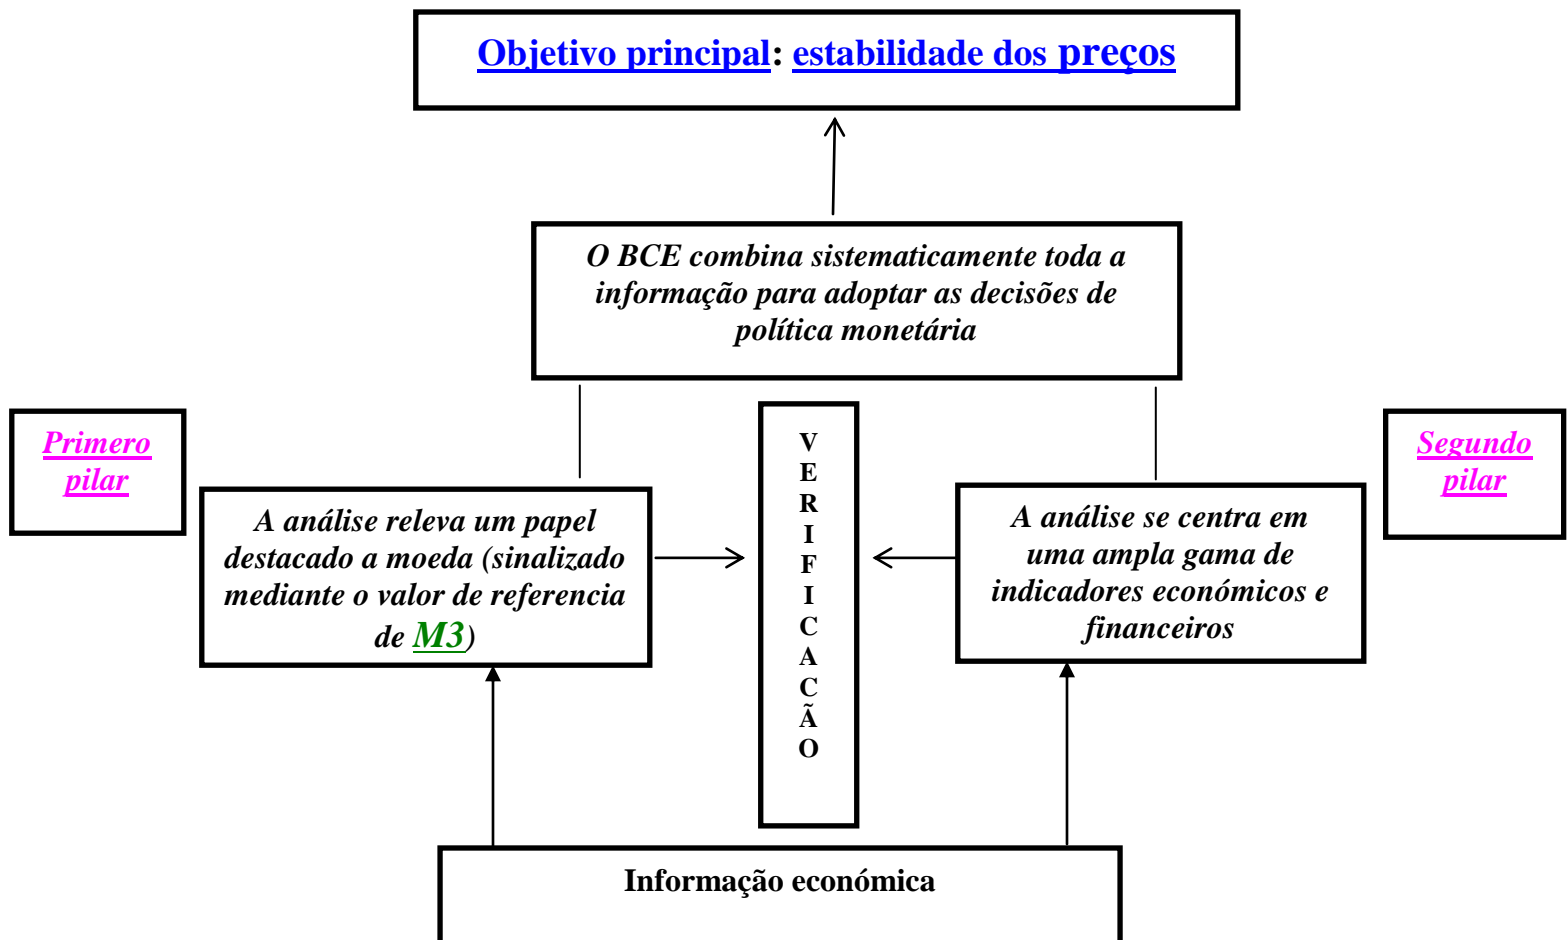 Objetivo principal: estabilidade dos preços
O BCE combina sistematicamente toda a
informação para adoptar as decisões de
política monetária
Primero
pilar
A análise releva um papel
destacado a moeda (sinalizado
mediante o valor de referencia
de M3)
V
E
R
I
F
I
C
A
C
Ã
O
Segundo
pilar
A análise se centra em
uma ampla gama de
indicadores económicos e
financeiros
Informação económica